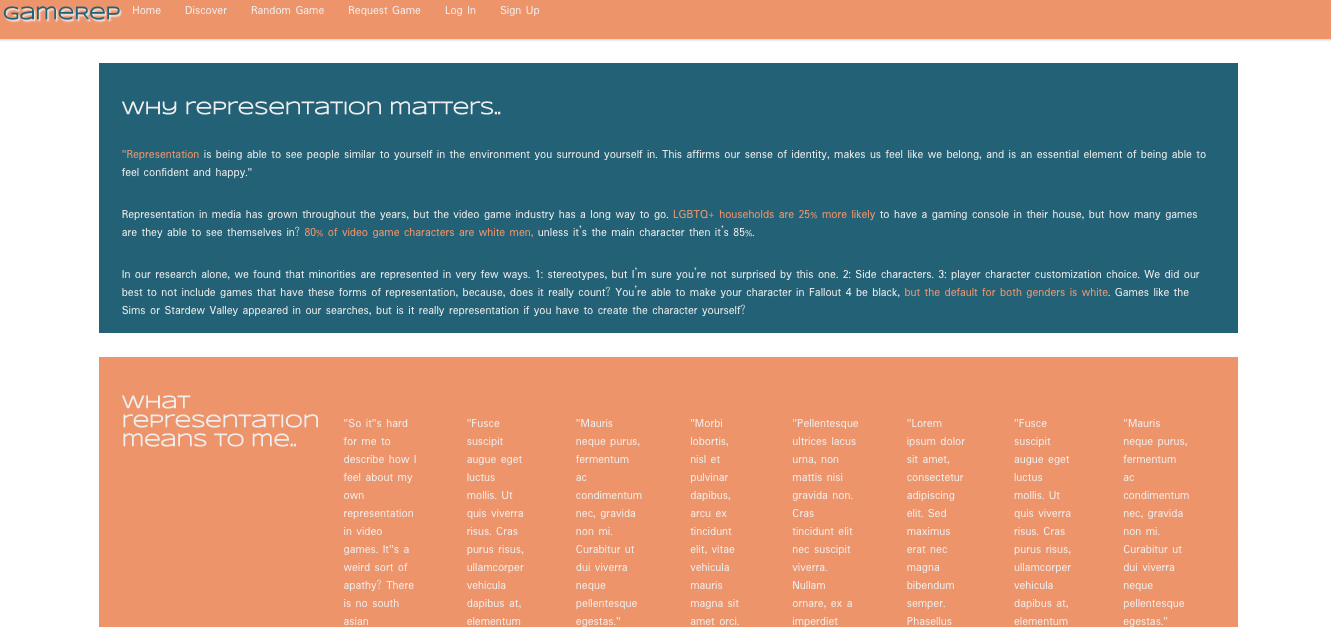 GAMEREP Home Discover Random Game Request Game Log In Sign Up
WHY REPRESENTATION MATTERS..
"Representation is being able to see people similar to yourself in the environment you surround yourself in. This affirms our sense of identity, makes us feel like we belong, and is an essential element of being able to
feel confident and happy."
Representation in media has grown throughout the years, but the video game industry has a long way to go. LGBTQ+ households are 25% more likely to have a gaming console in their house, but how many games
are they able to see themselves in? 80% of video game characters are white men, unless it's the main character then it's 85%.
In our research alone, we found that minorities are represented in very few ways. 1: stereotypes, but I'm sure you're not surprised by this one. 2: Side characters. 3: player character customization choice. We did our
best to not include games that have these forms of representation, because, does it really count? You're able to make your character in Fallout 4 be black, but the default for both genders is white. Games like the
Sims or Stardew Valley appeared in our searches, but is it really representation if you have to create the character yourself?
WHAT
REPRESENTATION
MEANS TO ME..
"So it"s hard
for me to
describe how I
feel about my
own
representation
in video
games. It"s a
weird sort of
apathy? There
is no south
asian
"Fusce
suscipit
augue eget
luctus
mollis. Ut
quis viverra
risus. Cras
purus risus,
ullamcorper
vehicula
dapibus at,
elementum
"Mauris
neque purus,
fermentum
ac
condimentum
nec, gravida
non mi.
Curabitur ut
dui viverra
neque
pellentesque
egestas."
"Morbi
lobortis,
nisl et
pulvinar
dapibus,
arcu ex
tincidunt
elit, vitae
vehicula
mauris
magna sit
amet orci.
"Pellentesque
ultrices lacus
urna, non
mattis nisi
gravida non.
Cras
tincidunt elit
nec suscipit
viverra.
Nullam
ornare, ex a
imperdiet
"Lorem
ipsum dolor
sit amet,
consectetur
adipiscing
elit. Sed
maximus
erat nec
magna
bibendum
semper.
Phasellus
"Fusce
suscipit
augue eget
luctus
mollis. Ut
quis viverra
risus. Cras
purus risus,
ullamcorper
vehicula
dapibus at,
elementum
"Mauris
neque purus,
fermentum
ac
condimentum
nec, gravida
non mi.
Curabitur ut
dui viverra
neque
pellentesque
egestas."